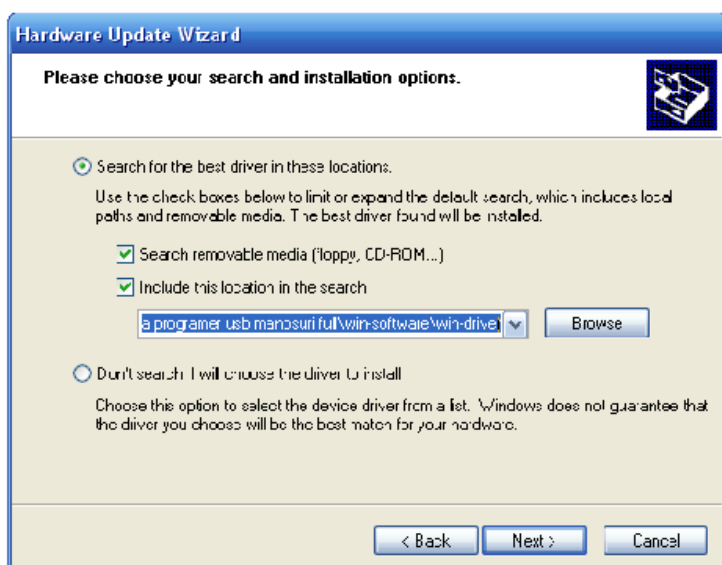 Hardware Update Wizard
Please choose your search and installation options.
Search for the best driver in these locations.
Use the check boxes below to limit or expand the default search, which includes local
paths and removable media. The best driver found will be installed.
Search removable media (floppy, CD-ROM...)
Include this location in the search
a programer usb manosuri full\win-software\win-driver
Browse
Don't search. I will choose the driver to install.
Choose this option to select the device driver from a list. Windows does not guarantee that
the driver you choose will be the best match for your hardware.
< Back Next > Cancel